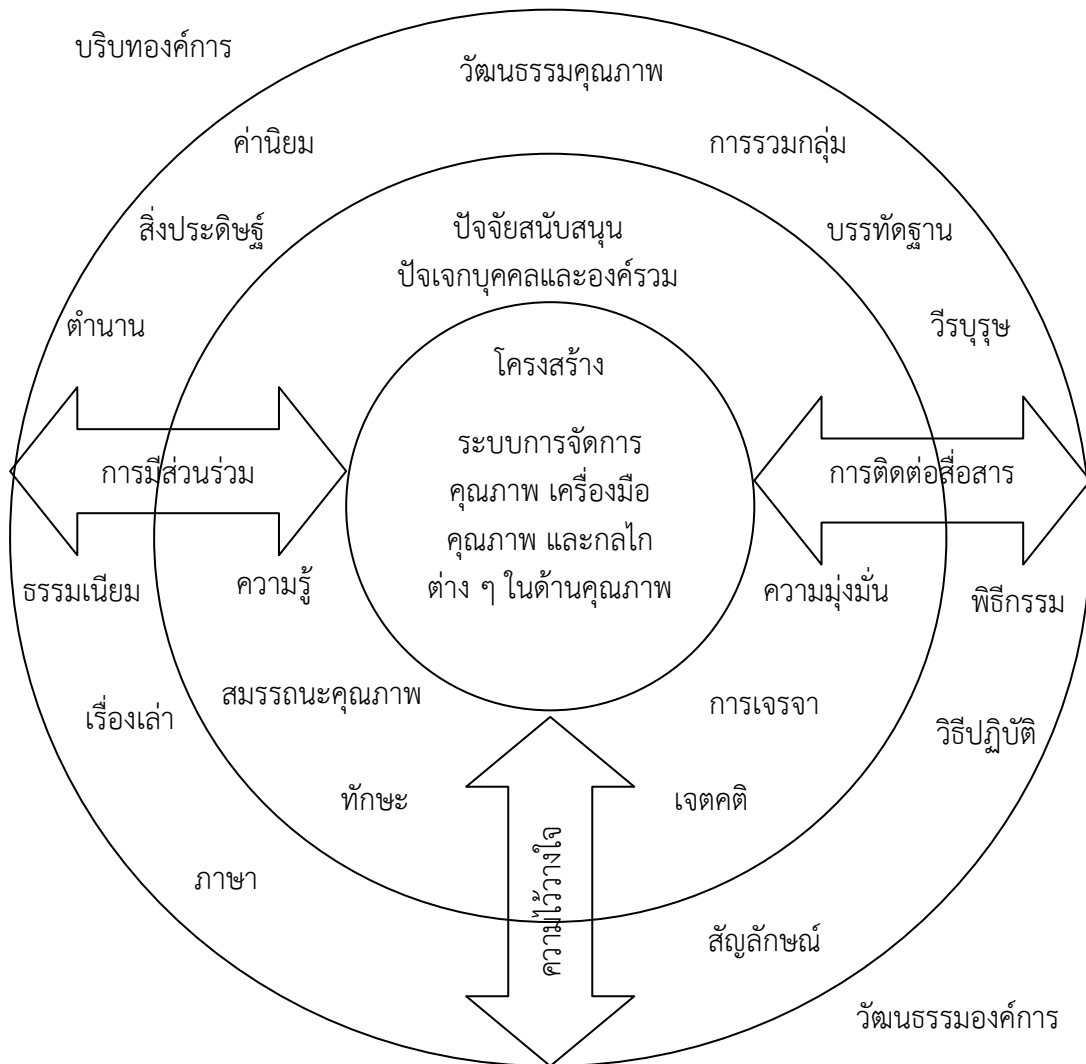 บริบทองค์การ
วัฒนธรรมคุณภาพ
ค่านิยม
การรวมกลุ่ม
สิ่งประดิษฐ์
ปัจจัยสนับสนุน
ปัจเจกบุคคลและองค์รวม
บรรทัดฐาน
ตำนาน
วีรบุรุษ
โครงสร้าง
ระบบการจัดการ
คุณภาพ เครื่องมือ
คุณภาพ และกลไก
ต่าง ๆ ในด้านคุณภาพ
การมีส่วนร่วม
การติดต่อสื่อสาร
ธรรมเนียม
ความรู้
ความมุ่งมั่น
พิธีกรรม
สมรรถนะคุณภาพ
การเจรจา
เรื่องเล่า
วิธีปฏิบัติ
ทักษะ
เจตคติ
ความไว้วางใจ
ภาษา
สัญลักษณ์
วัฒนธรรมองค์การ